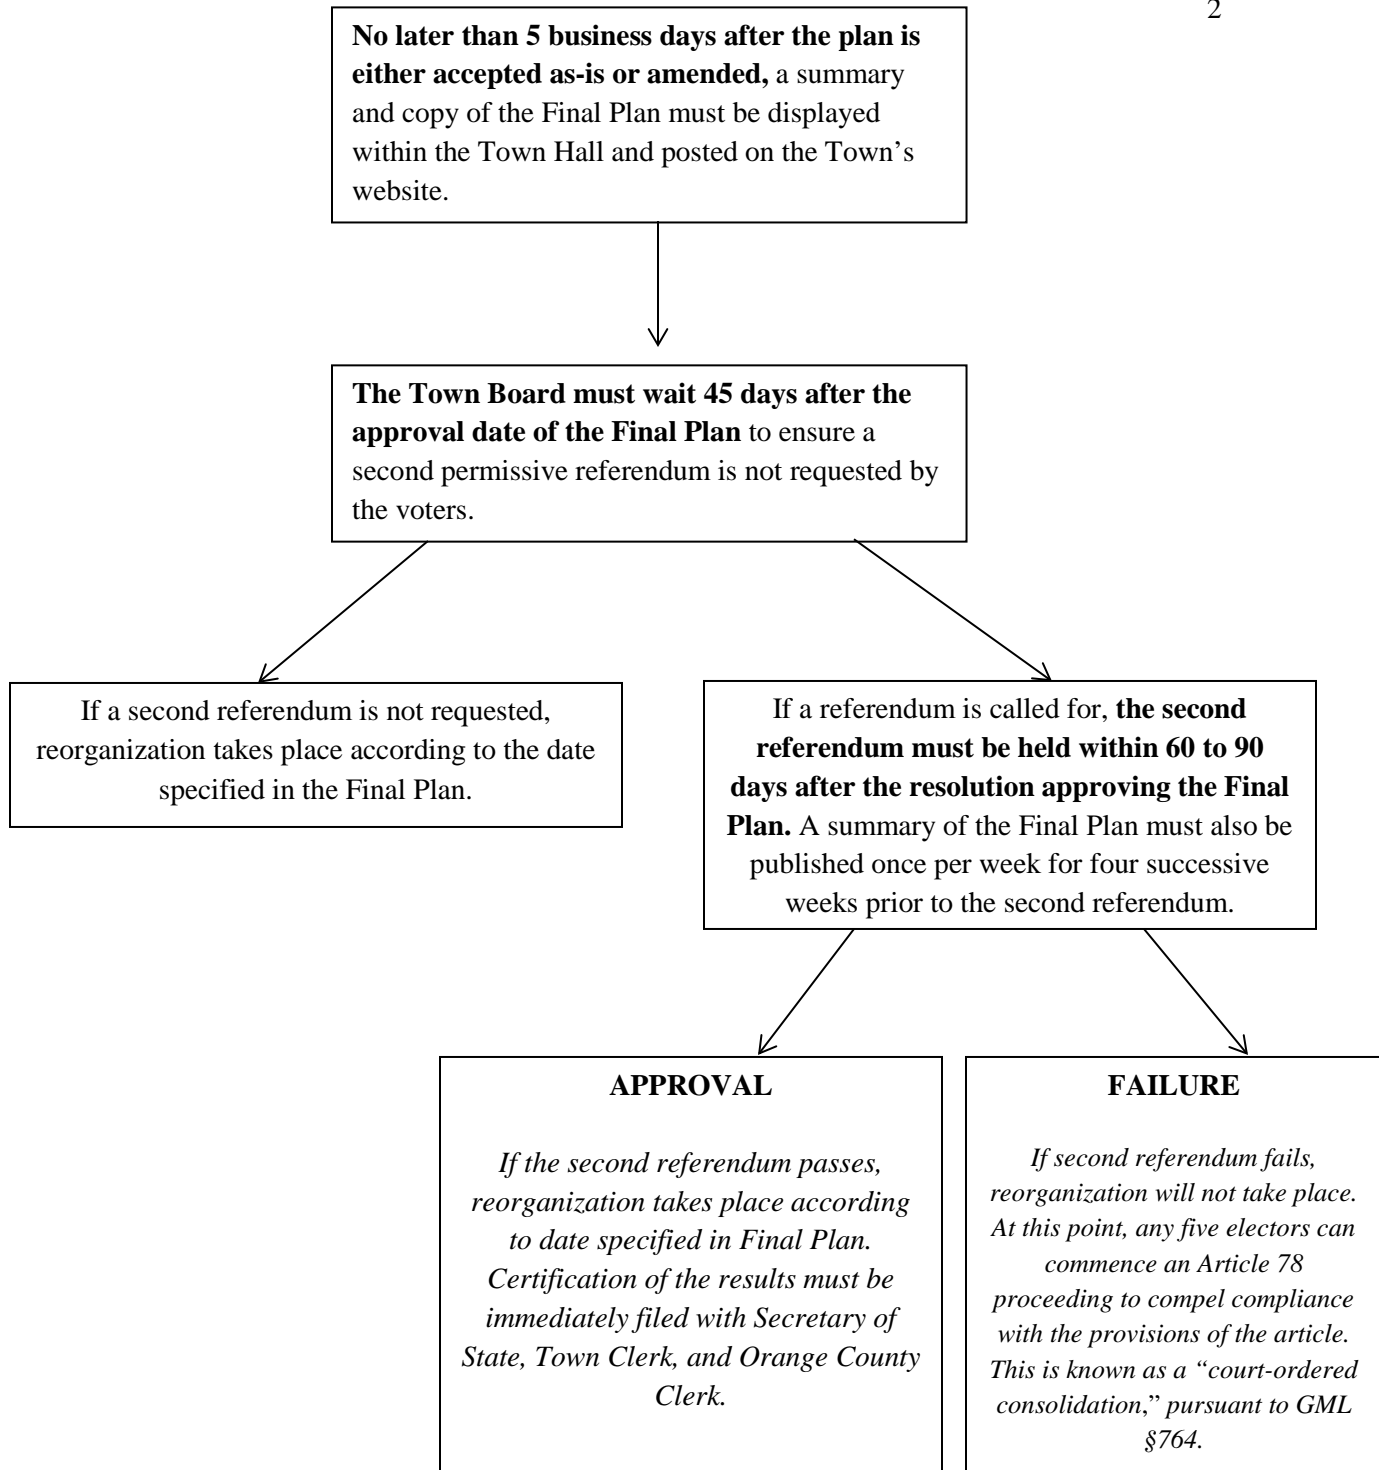 2
No later than 5 business days after the plan is
either accepted as-is or amended, a summary
and copy of the Final Plan must be displayed
within the Town Hall and posted on the Town’s
website.
The Town Board must wait 45 days after the
approval date of the Final Plan to ensure a
second permissive referendum is not requested by
the voters.
If a second referendum is not requested,
reorganization takes place according to the date
specified in the Final Plan.
If a referendum is called for, the second
referendum must be held within 60 to 90
days after the resolution approving the Final
Plan. A summary of the Final Plan must also be
published once per week for four successive
weeks prior to the second referendum.
APPROVAL
If the second referendum passes,
reorganization takes place according
to date specified in Final Plan.
Certification of the results must be
immediately filed with Secretary of
State, Town Clerk, and Orange County
Clerk.
FAILURE
If second referendum fails,
reorganization will not take place.
At this point, any five electors can
commence an Article 78
proceeding to compel compliance
with the provisions of the article.
This is known as a “court-ordered
consolidation,” pursuant to GML
§764.